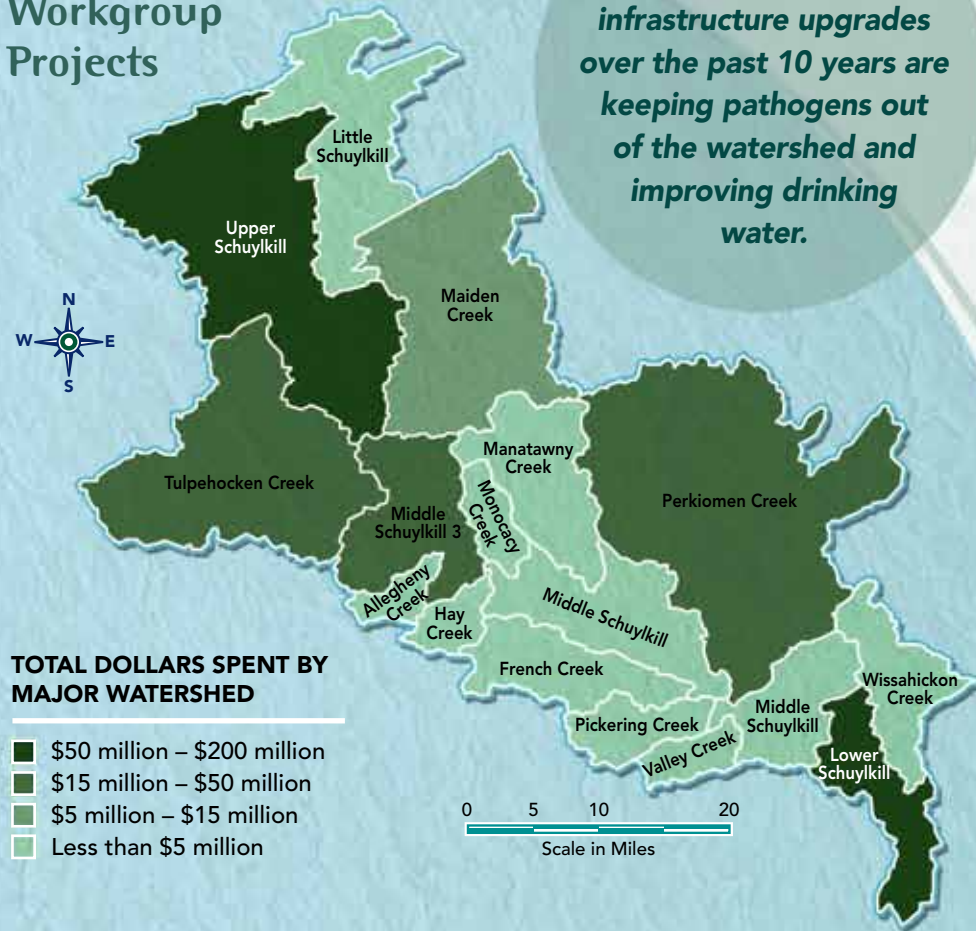 Workgroup
Projects
infrastructure upgrades
over the past 10 years are
keeping pathogens out
of the watershed and
improving drinking
water.
Little
Schuylkill
Upper
Schuylkill
Maiden
Creek
N
W
E
S
Manatawny
Creek
Tulpehocken Creek
Monocacy
Creek
Perkiomen Creek
Middle
Schuylkill 3
Allegheny
Creek
Hay
Creek
Middle Schuylkill
French Creek
Wissahickon
Creek
Pickering Creek
Middle
Schuylkill
Valley Creek
Lower
Schuylkill
TOTAL DOLLARS SPENT BY
MAJOR WATERSHED
$50 million – $200 million
$15 million – $50 million
$5 million – $15 million
Less than $5 million
0 5 10 20
Scale in Miles